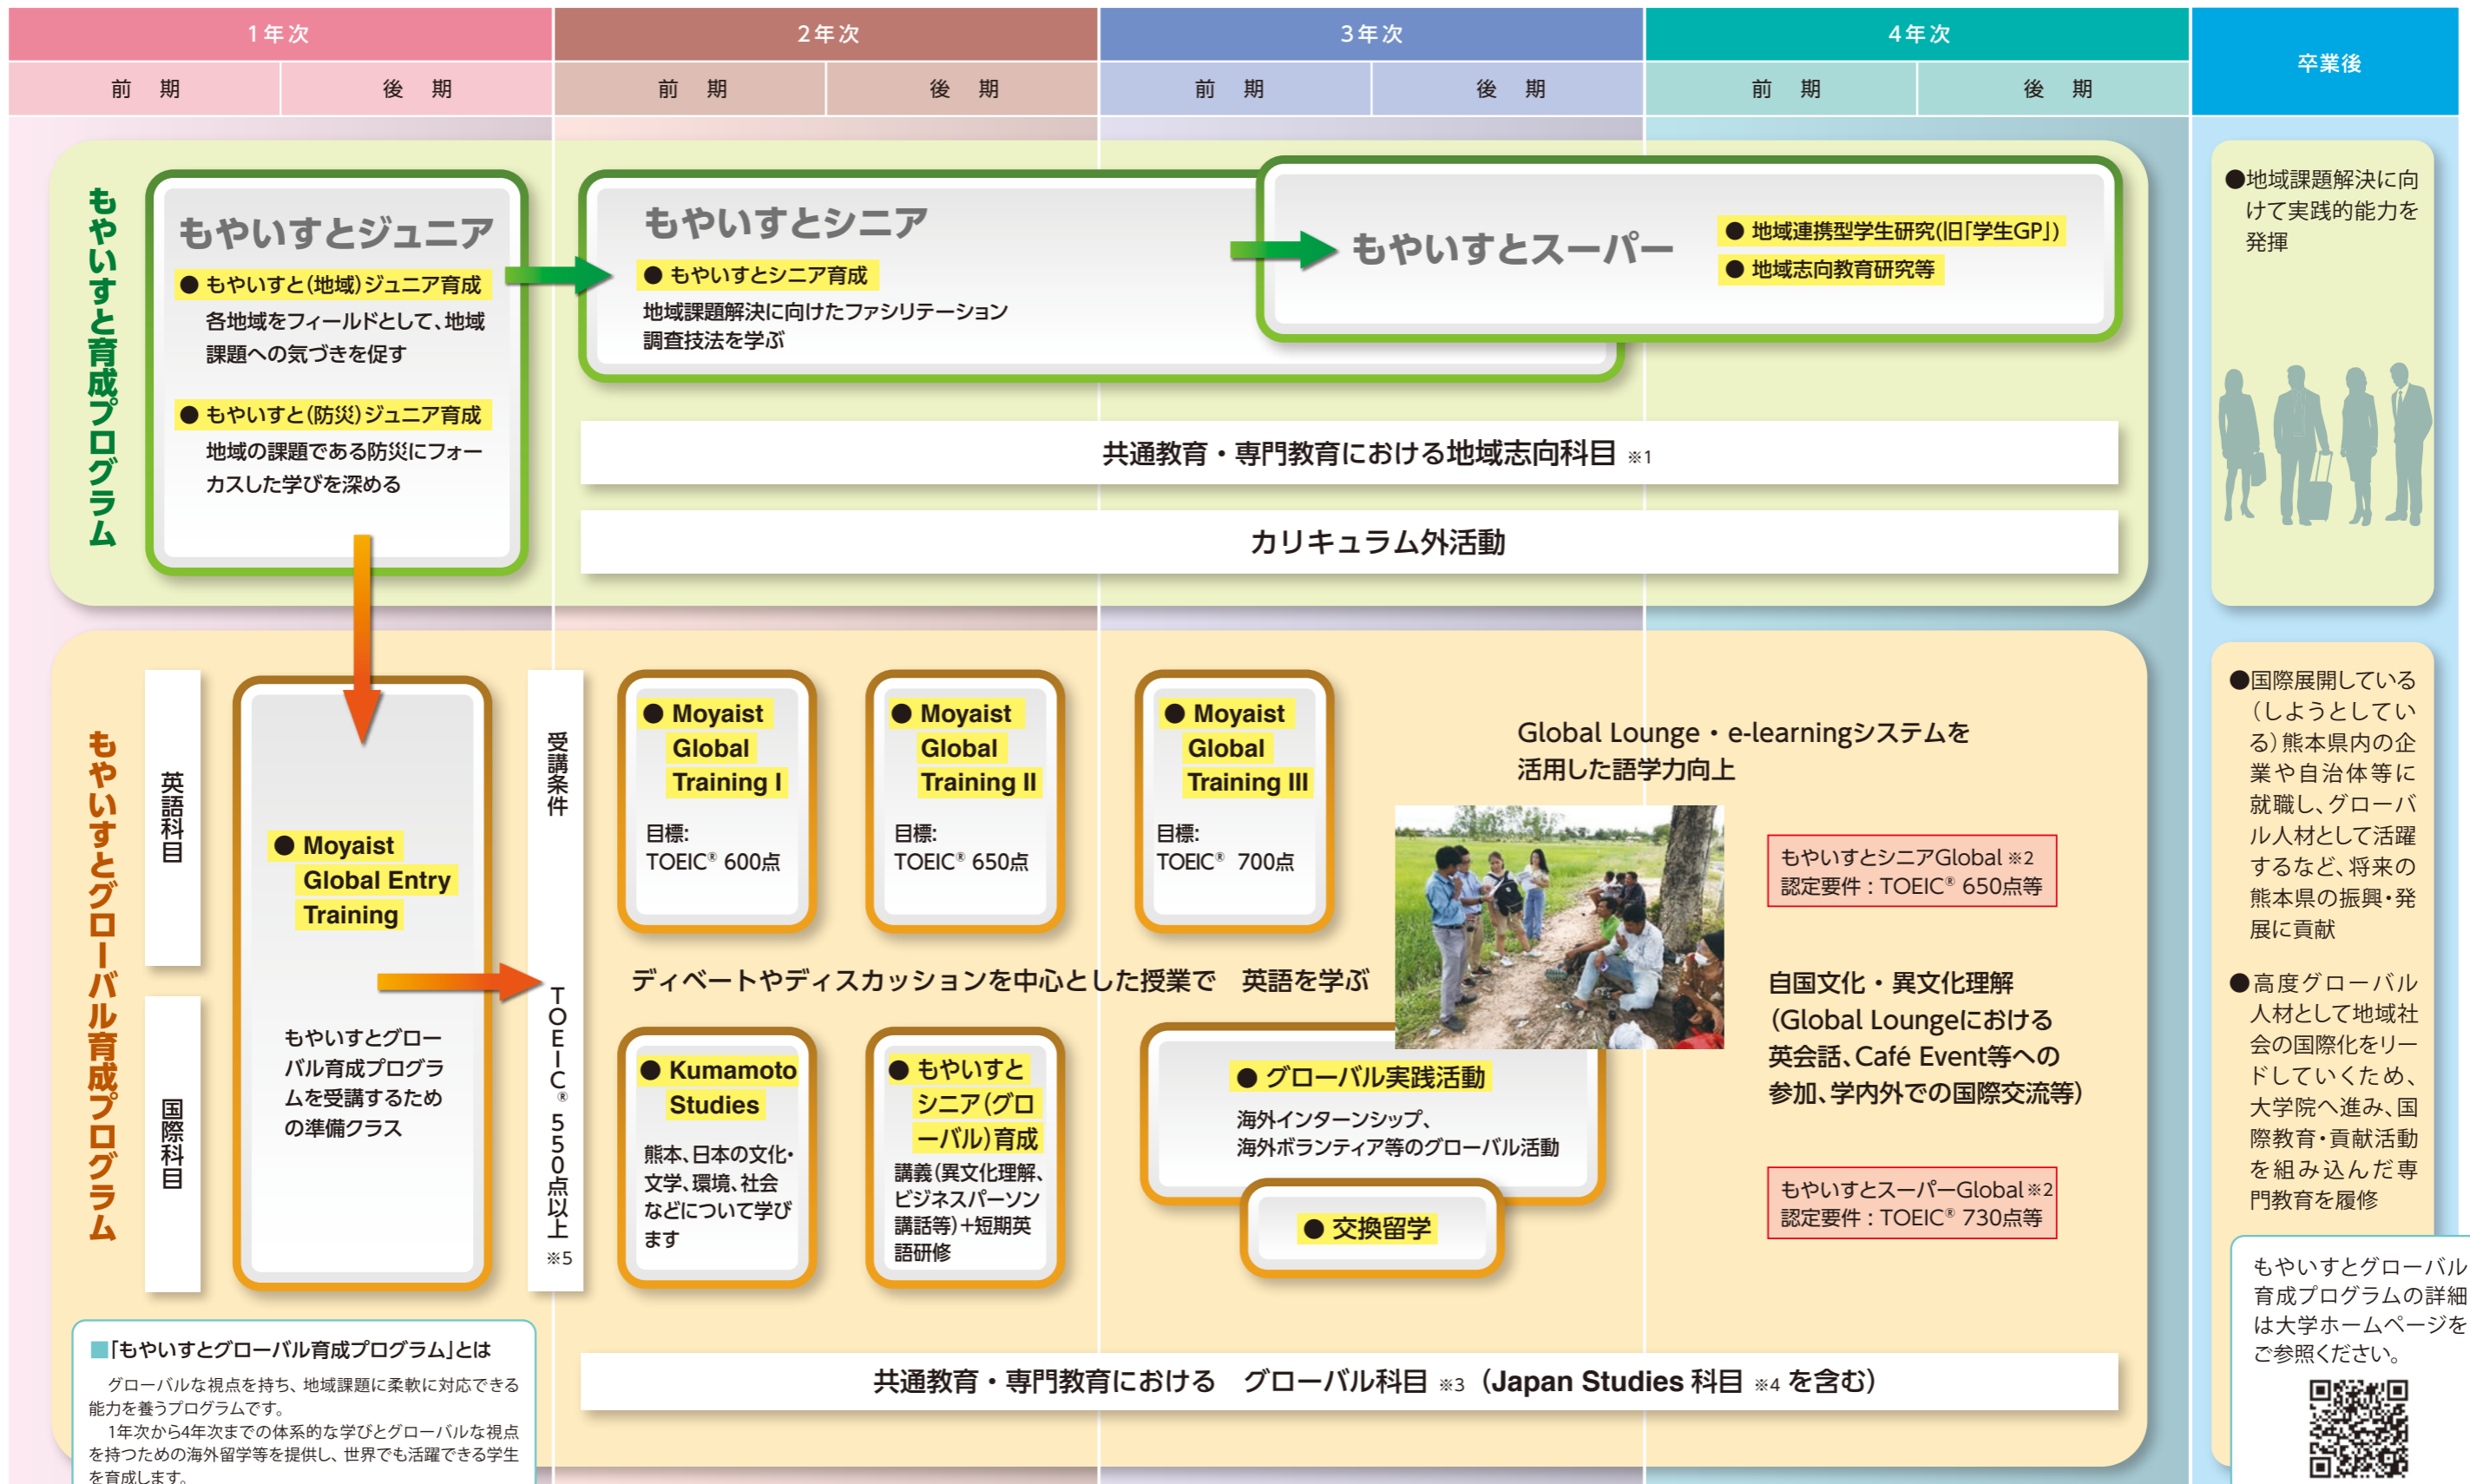 1年次
2年次
3年次
4年次
卒業後
前 期
後 期
前 期
後 期
前 期
後 期
前 期
後 期
もやいすと育成プログラム
もやいすとジュニア
● もやいすと(地域)ジュニア育成
各地域をフィールドとして、地域
課題への気づきを促す
● もやいすと(防災)ジュニア育成
地域の課題である防災にフォー
カスした学びを深める
もやいすとシニア
● もやいすとシニア育成
地域課題解決に向けたファシリテーション
調査技法を学ぶ
もやいすとスーパー
● 地域連携型学生研究(旧「学生GP」)
● 地域志向教育研究等
共通教育・専門教育における地域志向科目 ※1
カリキュラム外活動
●地域課題解決に向
けて実践的能力を
発揮
もやいすとグローバル育成プログラム
英語科目
国際科目
● Moyaist
Global Entry
Training
もやいすとグロー
バル育成プログラ
ムを受講するため
の準備クラス
受講条件
TOEIC® 550点以上 ※5
● Moyaist
Global
Training I
目標:
TOEIC® 600点
● Moyaist
Global
Training II
目標:
TOEIC® 650点
● Moyaist
Global
Training III
目標:
TOEIC® 700点
Global Lounge・e-learningシステムを
活用した語学力向上
もやいすとシニアGlobal ※2
認定要件：TOEIC® 650点等
ディベートやディスカッションを中心とした授業で 英語を学ぶ
● Kumamoto
Studies
熊本、日本の文化・
文学、環境、社会
などについて学び
ます
● もやいすと
シニア(グロ
ーバル)育成
講義(異文化理解、
ビジネスパーソン
講話等)+短期英
語研修
● グローバル実践活動
海外インターンシップ、
海外ボランティア等のグローバル活動
● 交換留学
自国文化・異文化理解
(Global Loungeにおける
英会話、Café Event等への
参加、学内外での国際交流等)
もやいすとスーパーGlobal ※2
認定要件：TOEIC® 730点等
共通教育・専門教育における グローバル科目 ※3 (Japan Studies 科目 ※4 を含む)
●国際展開している
(しようとしてい
る)熊本県内の企
業や自治体等に
就職し、グローバ
ル人材として活躍
するなど、将来の
熊本県の振興・発
展に貢献
●高度グローバル
人材として地域社
会の国際化をリー
ドしていくため、
大学院へ進み、国
際教育・貢献活動
を組み込んだ専
門教育を履修
もやいすとグローバル
育成プログラムの詳細
は大学ホームページを
ご参照ください。
■「もやいすとグローバル育成プログラム」とは
グローバルな視点を持ち、地域課題に柔軟に対応できる
能力を養うプログラムです。
1年次から4年次までの体系的な学びとグローバルな視点
を持つための海外留学等を提供し、世界でも活躍できる学生
を育成します。